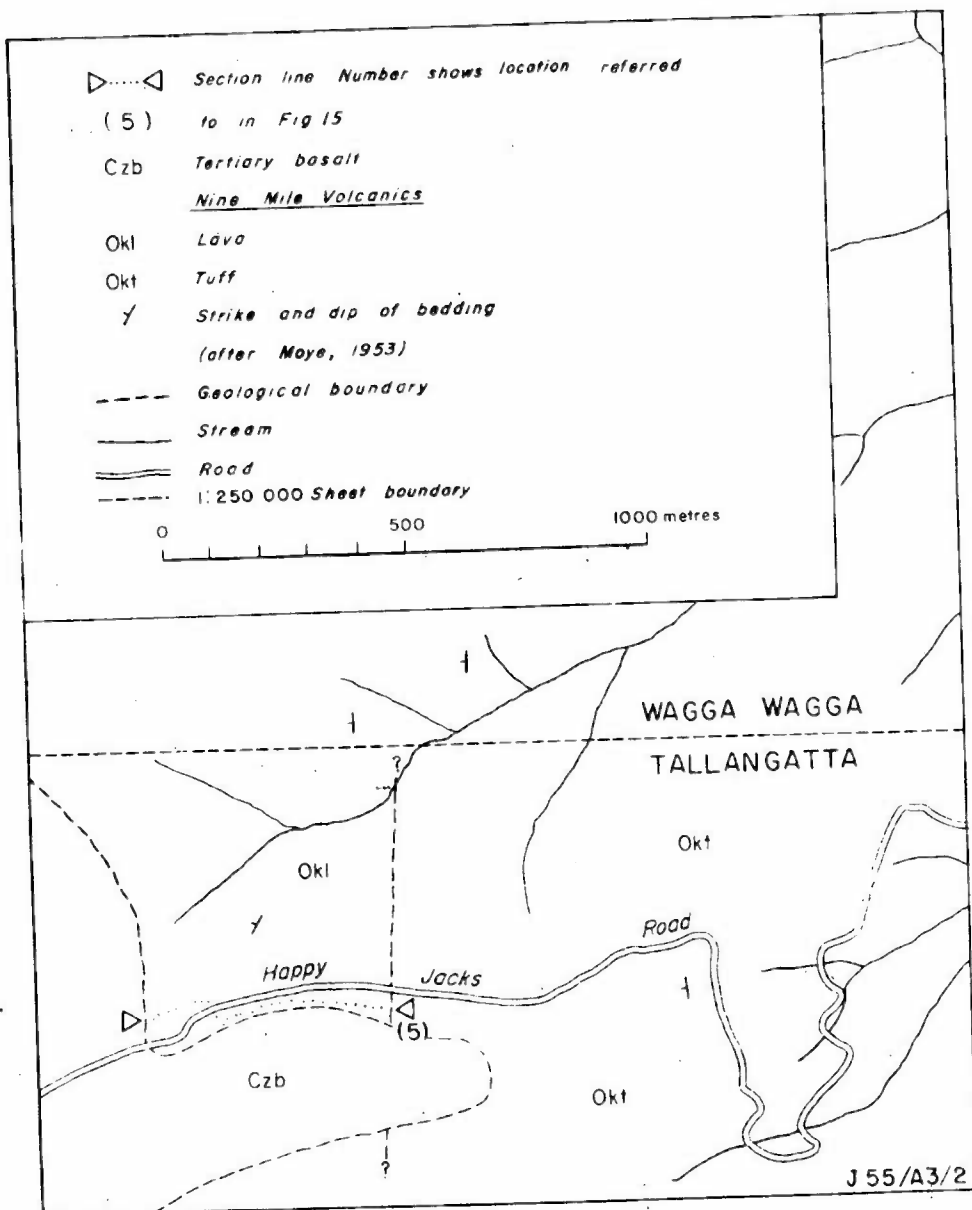 Section line Number shows location referred
(5) to in Fig 15
Czb Tertiary basalt
Nine Mile Volcanics
Okl Lava
Okt Tuff
Strike and dip of bedding
(after Moye, 1953)
Geological boundary
Stream
Road
1:250 000 Sheet boundary
0 500 1000 metres
WAGGA WAGGA
TALLANGATTA
?
Okl
Okt
Happy Jacks Road
(5)
Czb
Okt
?
J 55/A3/2